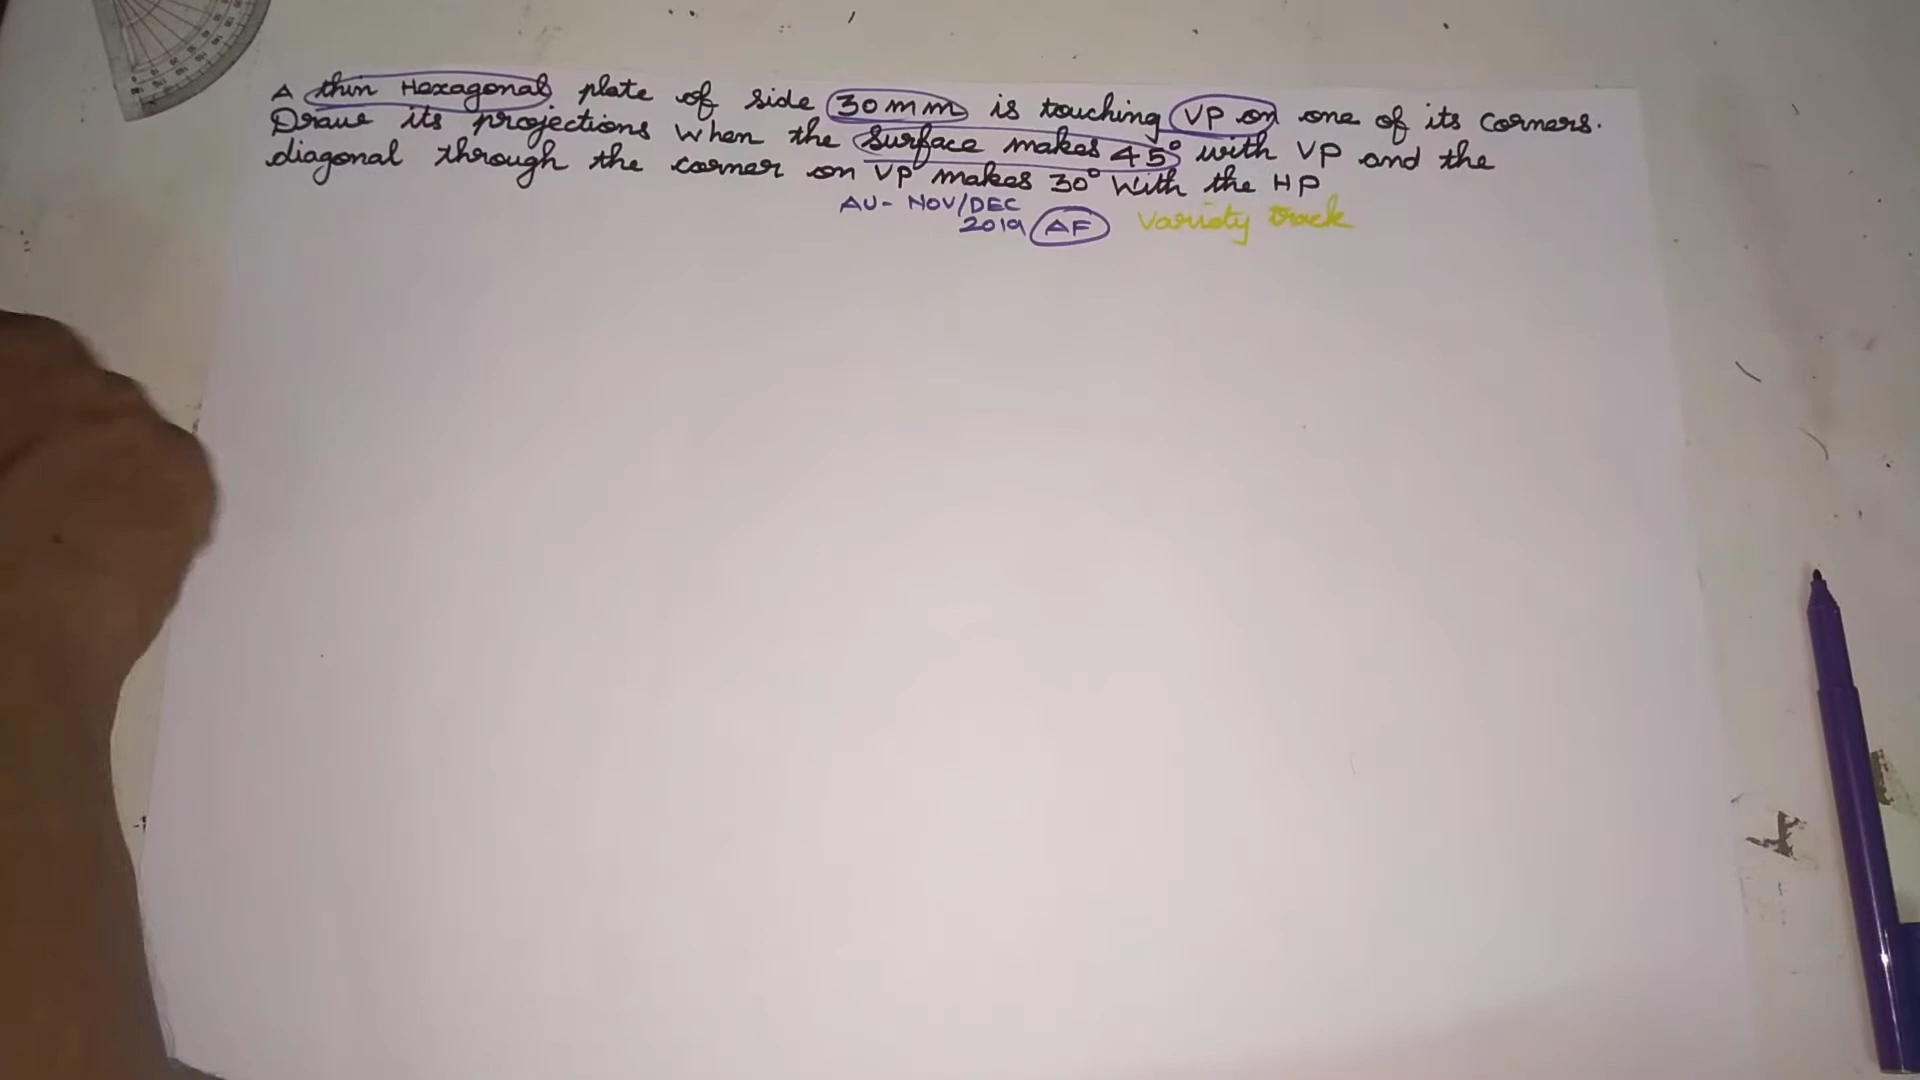 A thin Hexagonal plate of side 30mm is touching VP on one of its corners.
Draw its projections when the surface makes 45° with VP and the
diagonal through the corner on VP makes 30° with the HP
AU- NOV/DEC
2019 AF Variety track